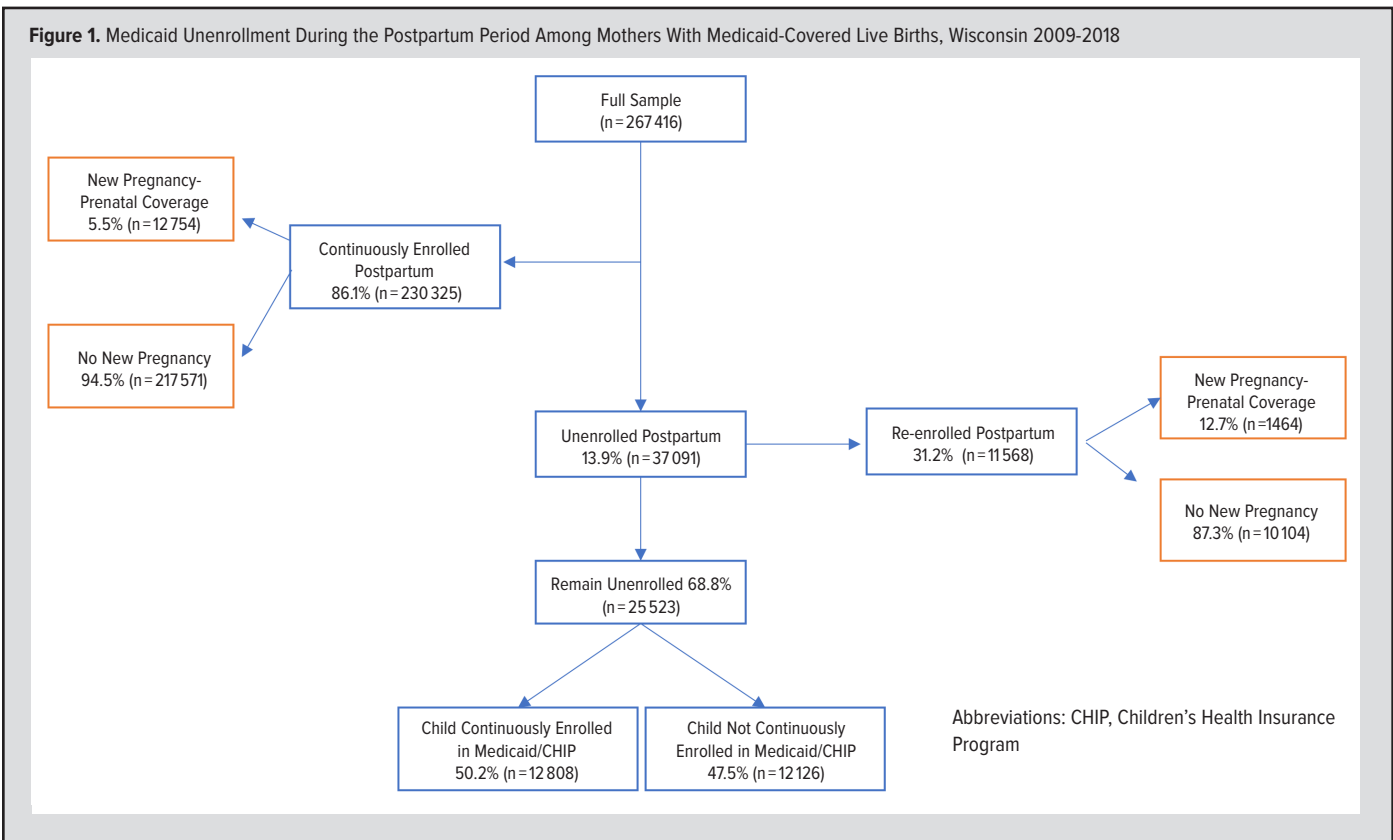 Figure 1. Medicaid Unenrollment During the Postpartum Period Among Mothers With Medicaid-Covered Live Births, Wisconsin 2009-2018
Full Sample
(n = 267 416)
New Pregnancy-
Prenatal Coverage
5.5% (n = 12 754)
Continuously Enrolled
Postpartum
86.1% (n = 230 325)
No New Pregnancy
94.5% (n = 217 571)
Unenrolled Postpartum
13.9% (n = 37 091)
Re-enrolled Postpartum
31.2% (n = 11 568)
New Pregnancy-
Prenatal Coverage
12.7% (n =1464)
No New Pregnancy
87.3% (n = 10 104)
Remain Unenrolled 68.8%
(n = 25 523)
Child Continuously Enrolled
in Medicaid/CHIP
50.2% (n = 12 808)
Child Not Continuously
Enrolled in Medicaid/CHIP
47.5% (n = 12 126)
Abbreviations: CHIP, Children’s Health Insurance
Program